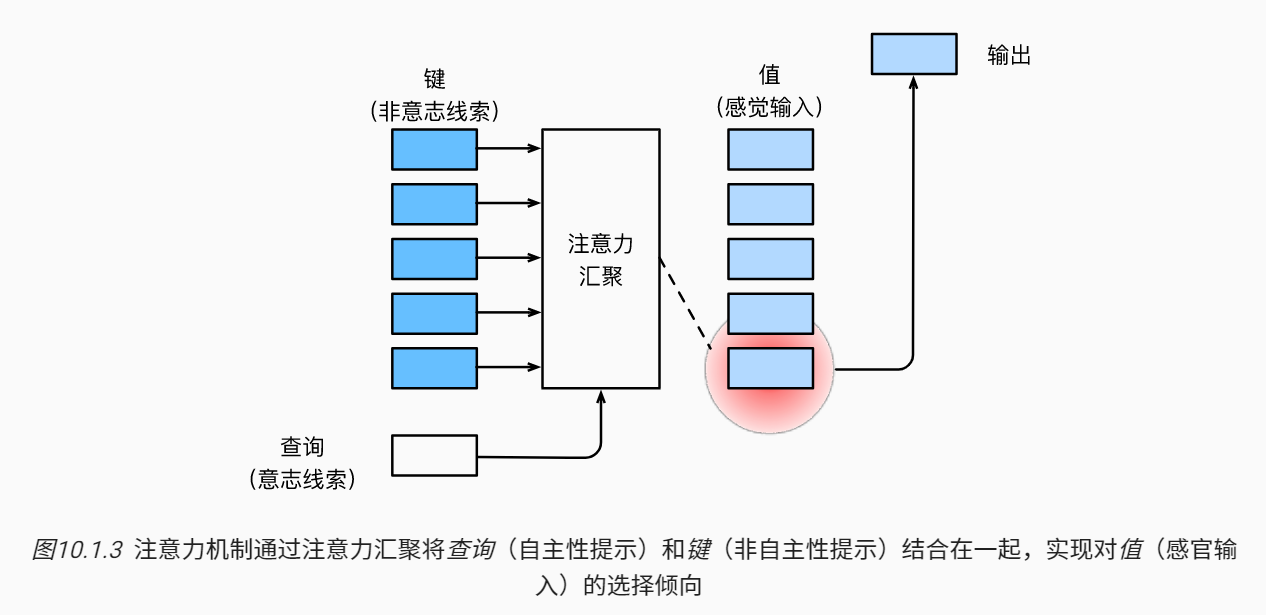 输出
键
(非意志线索)
值
(感觉输入)
注意力
汇聚
查询
(意志线索)
图10.1.3 注意力机制通过注意力汇聚将查询（自主性提示）和键（非自主性提示）结合在一起，实现对值（感官输
入）的选择倾向